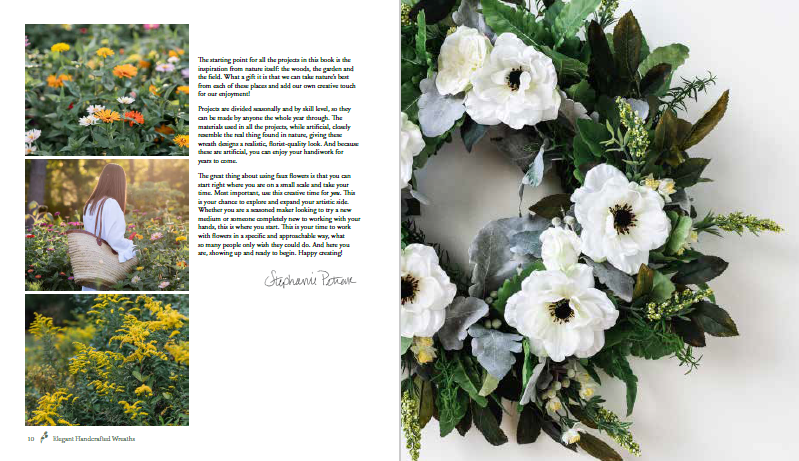 The starting point for all the projects in this book is the
inspiration from nature itself: the woods, the garden and
the field. What a gift it is that we can take nature's best
from each of these places and add our own creative touch
for our enjoyment!
Projects are divided seasonally and by skill level, so they
can be made by anyone the whole year through. The
materials used in all the projects, while artificial, closely
resemble the real thing found in nature, giving these
wreath designs a realistic, florist-quality look. And because
these are artificial, you can enjoy your handiwork for
years to come.
The great thing about using faux flowers is that you can
start right where you are on a small scale and take your
time. Most important, use this creative time for you. This
is your chance to explore and expand your artistic side.
Whether you are a seasoned maker looking to try a new
medium or someone completely new to working with your
hands, this is where you start. This is your time to work
with flowers in a specific and approachable way, what
so many people only wish they could do. And here you
are, showing up and ready to begin. Happy creating!
Stephanie
10 Elegant Handcrafted Wreaths